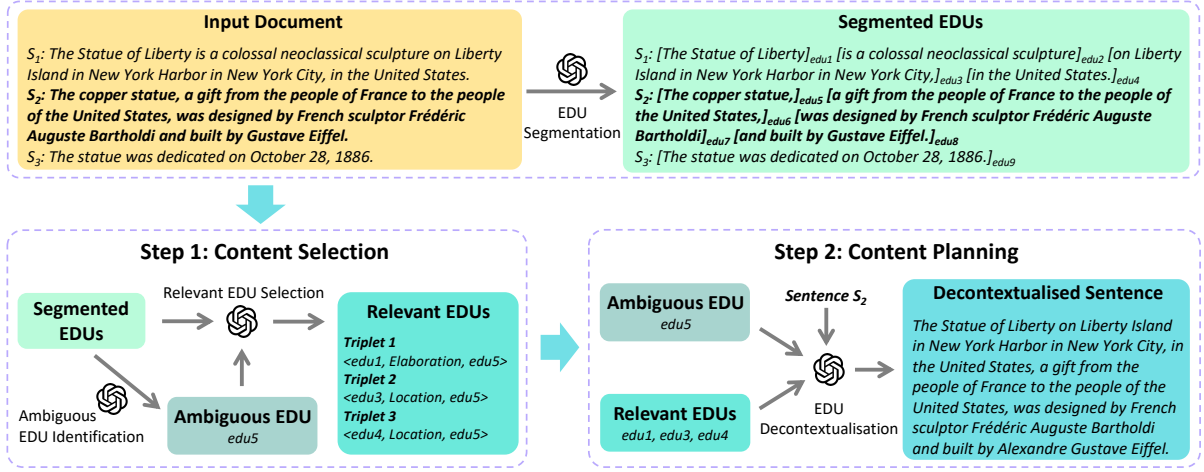 Input Document
S1: The Statue of Liberty is a colossal neoclassical sculpture on Liberty
Island in New York Harbor in New York City, in the United States.
S2: The copper statue, a gift from the people of France to the people
of the United States, was designed by French sculptor Frédéric
Auguste Bartholdi and built by Gustave Eiffel.
S3: The statue was dedicated on October 28, 1886.
EDU
Segmentation
Segmented EDUs
S1: [The Statue of Liberty]edu1 [is a colossal neoclassical sculpture]edu2 [on Liberty
Island in New York Harbor in New York City,]edu3 [in the United States.]edu4
S2: [The copper statue,]edu5 [a gift from the people of France to the people of
the United States,]edu6 [was designed by French sculptor Frédéric Auguste
Bartholdi]edu7 [and built by Gustave Eiffel.]edu8
S3: [The statue was dedicated on October 28, 1886.]edu9
Step 1: Content Selection
Segmented
EDUs
Relevant EDU Selection
Ambiguous
EDU Identification
Ambiguous EDU
edu5
Relevant EDUs
Triplet 1
<edu1, Elaboration, edu5>
Triplet 2
<edu3, Location, edu5>
Triplet 3
<edu4, Location, edu5>
Step 2: Content Planning
Ambiguous EDU
edu5
Sentence S2
Relevant EDUs
edu1, edu3, edu4
EDU
Decontextualisation
Decontextualised Sentence
The Statue of Liberty on Liberty Island
in New York Harbor in New York City, in
the United States, a gift from the
people of France to the people of the
United States, was designed by French
sculptor Frédéric Auguste Bartholdi
and built by Alexandre Gustave Eiffel.